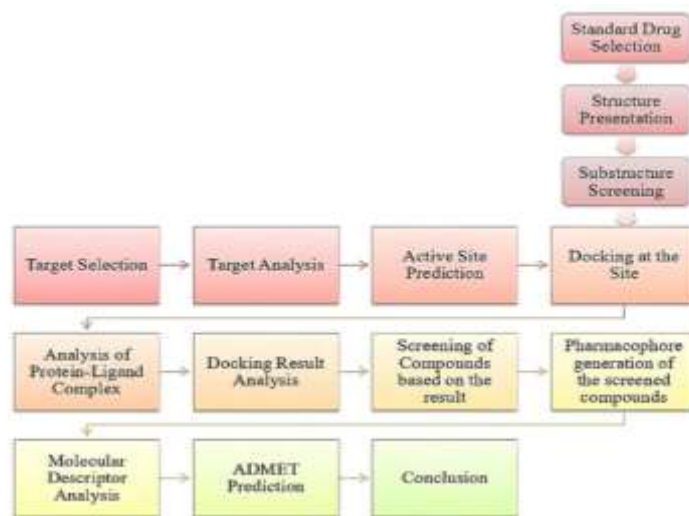 Standard Drug
Selection
Structure
Presentation
Substructure
Screening
Target Selection
Target Analysis
Active Site
Prediction
Docking at the
Site
Analysis of
Protein-Ligand
Complex
Docking Result
Analysis
Screening of
Compounds
based on the
result
Pharmacophore
generation of
the screened
compounds
Molecular
Descriptor
Analysis
ADMET
Prediction
Conclusion